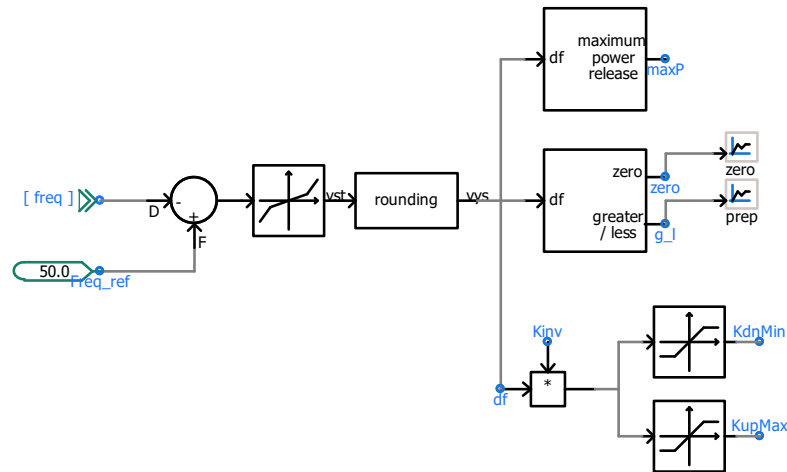 maximum
power
release
df
maxP
[ freq ]
D
-
+
F
50.0
Freq_ref
yst
rounding
vys
df
zero
greater
/ less
zero
g_l
zero
prep
Kinv
df
*
KdnMin
KupMax